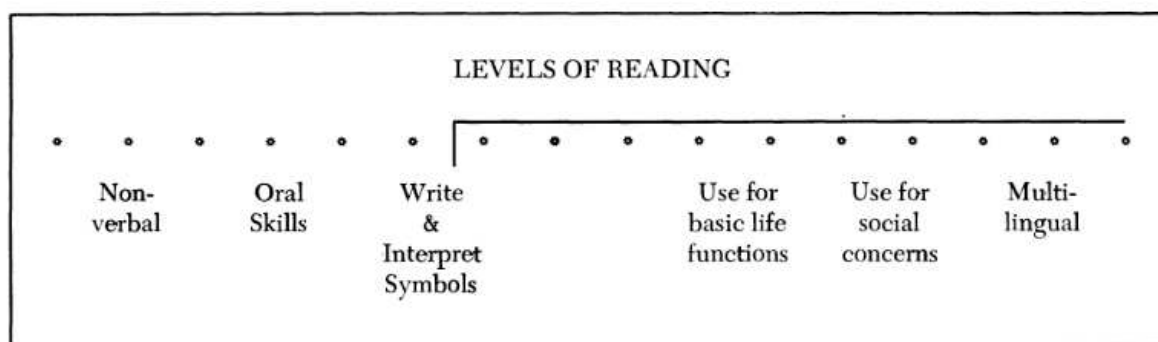 LEVELS OF READING
Non-
verbal
Oral
Skills
Write
&
Interpret
Symbols
Use for
basic life
functions
Use for
social
concerns
Multi-
lingual